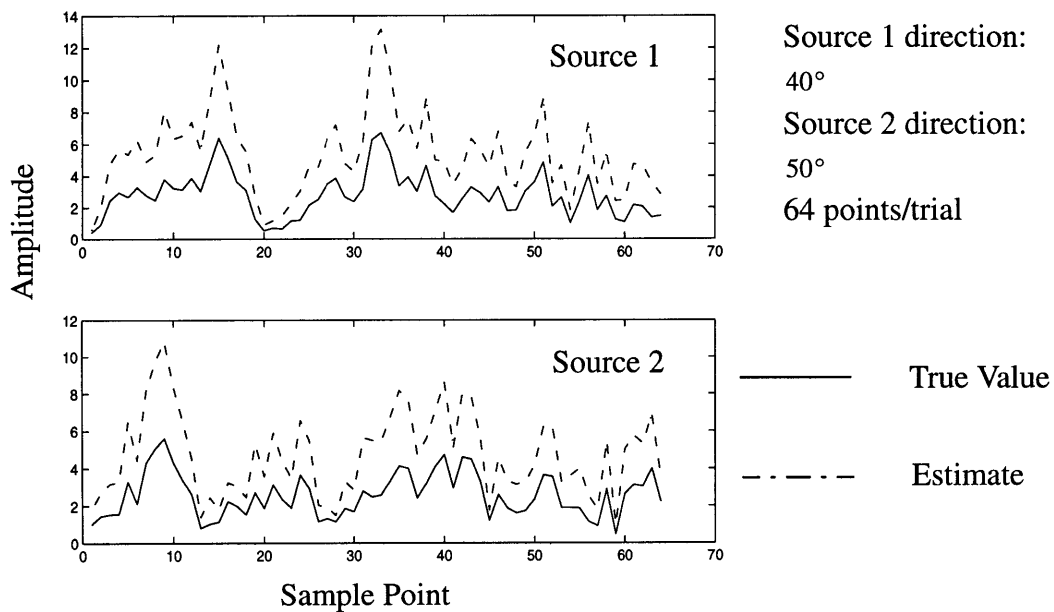 14
12
10
8
6
4
2
0
0 10 20 30 40 50 60 70
Source 1
Source 1 direction:
40°
Source 2 direction:
50°
64 points/trial
Amplitude
12
10
8
6
4
2
0
0 10 20 30 40 50 60 70
Source 2
True Value
Estimate
Sample Point